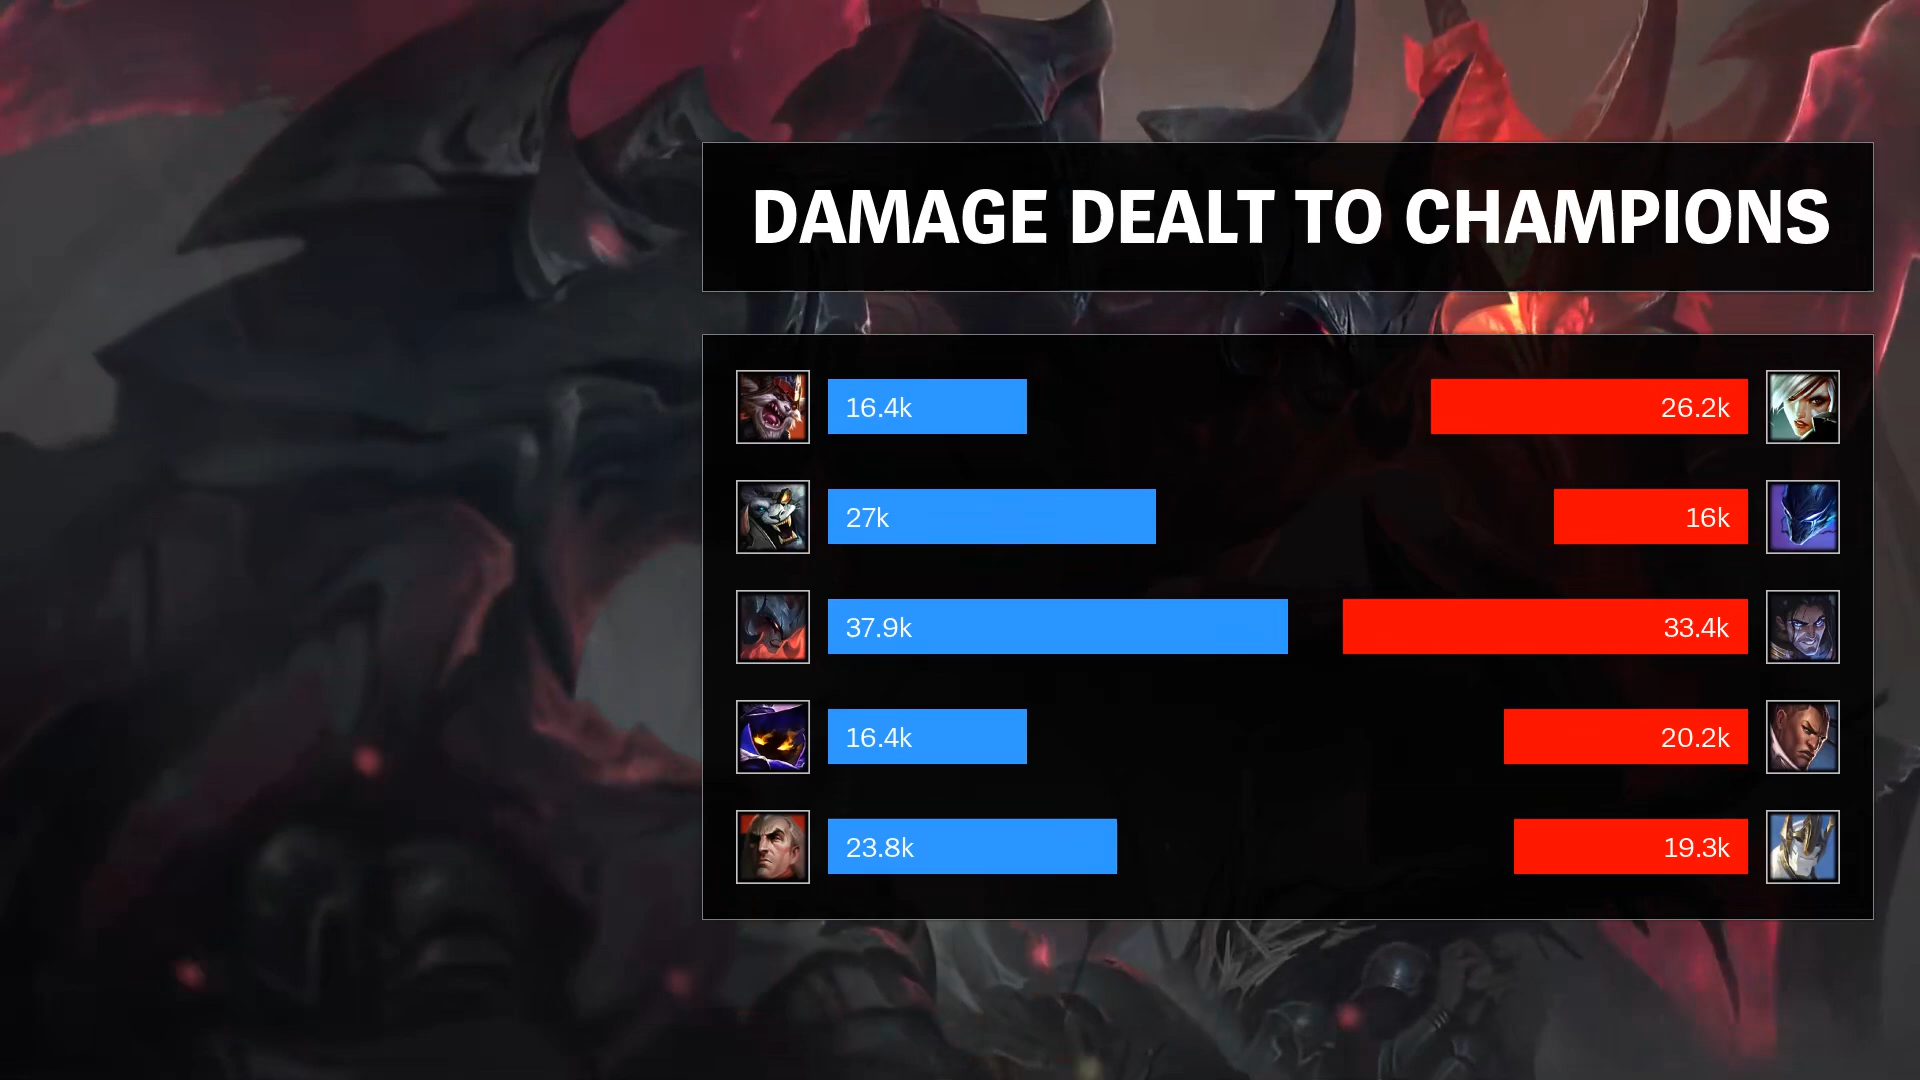 DAMAGE DEALT TO CHAMPIONS
16.4k 26.2k
27k 16k
37.9k 33.4k
16.4k 20.2k
23.8k 19.3k